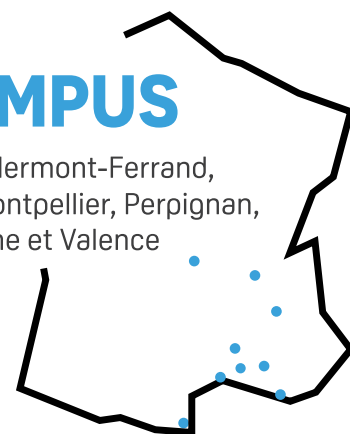 MPUS
lermont-Ferrand,
ontpellier, Perpignan,
ne et Valence